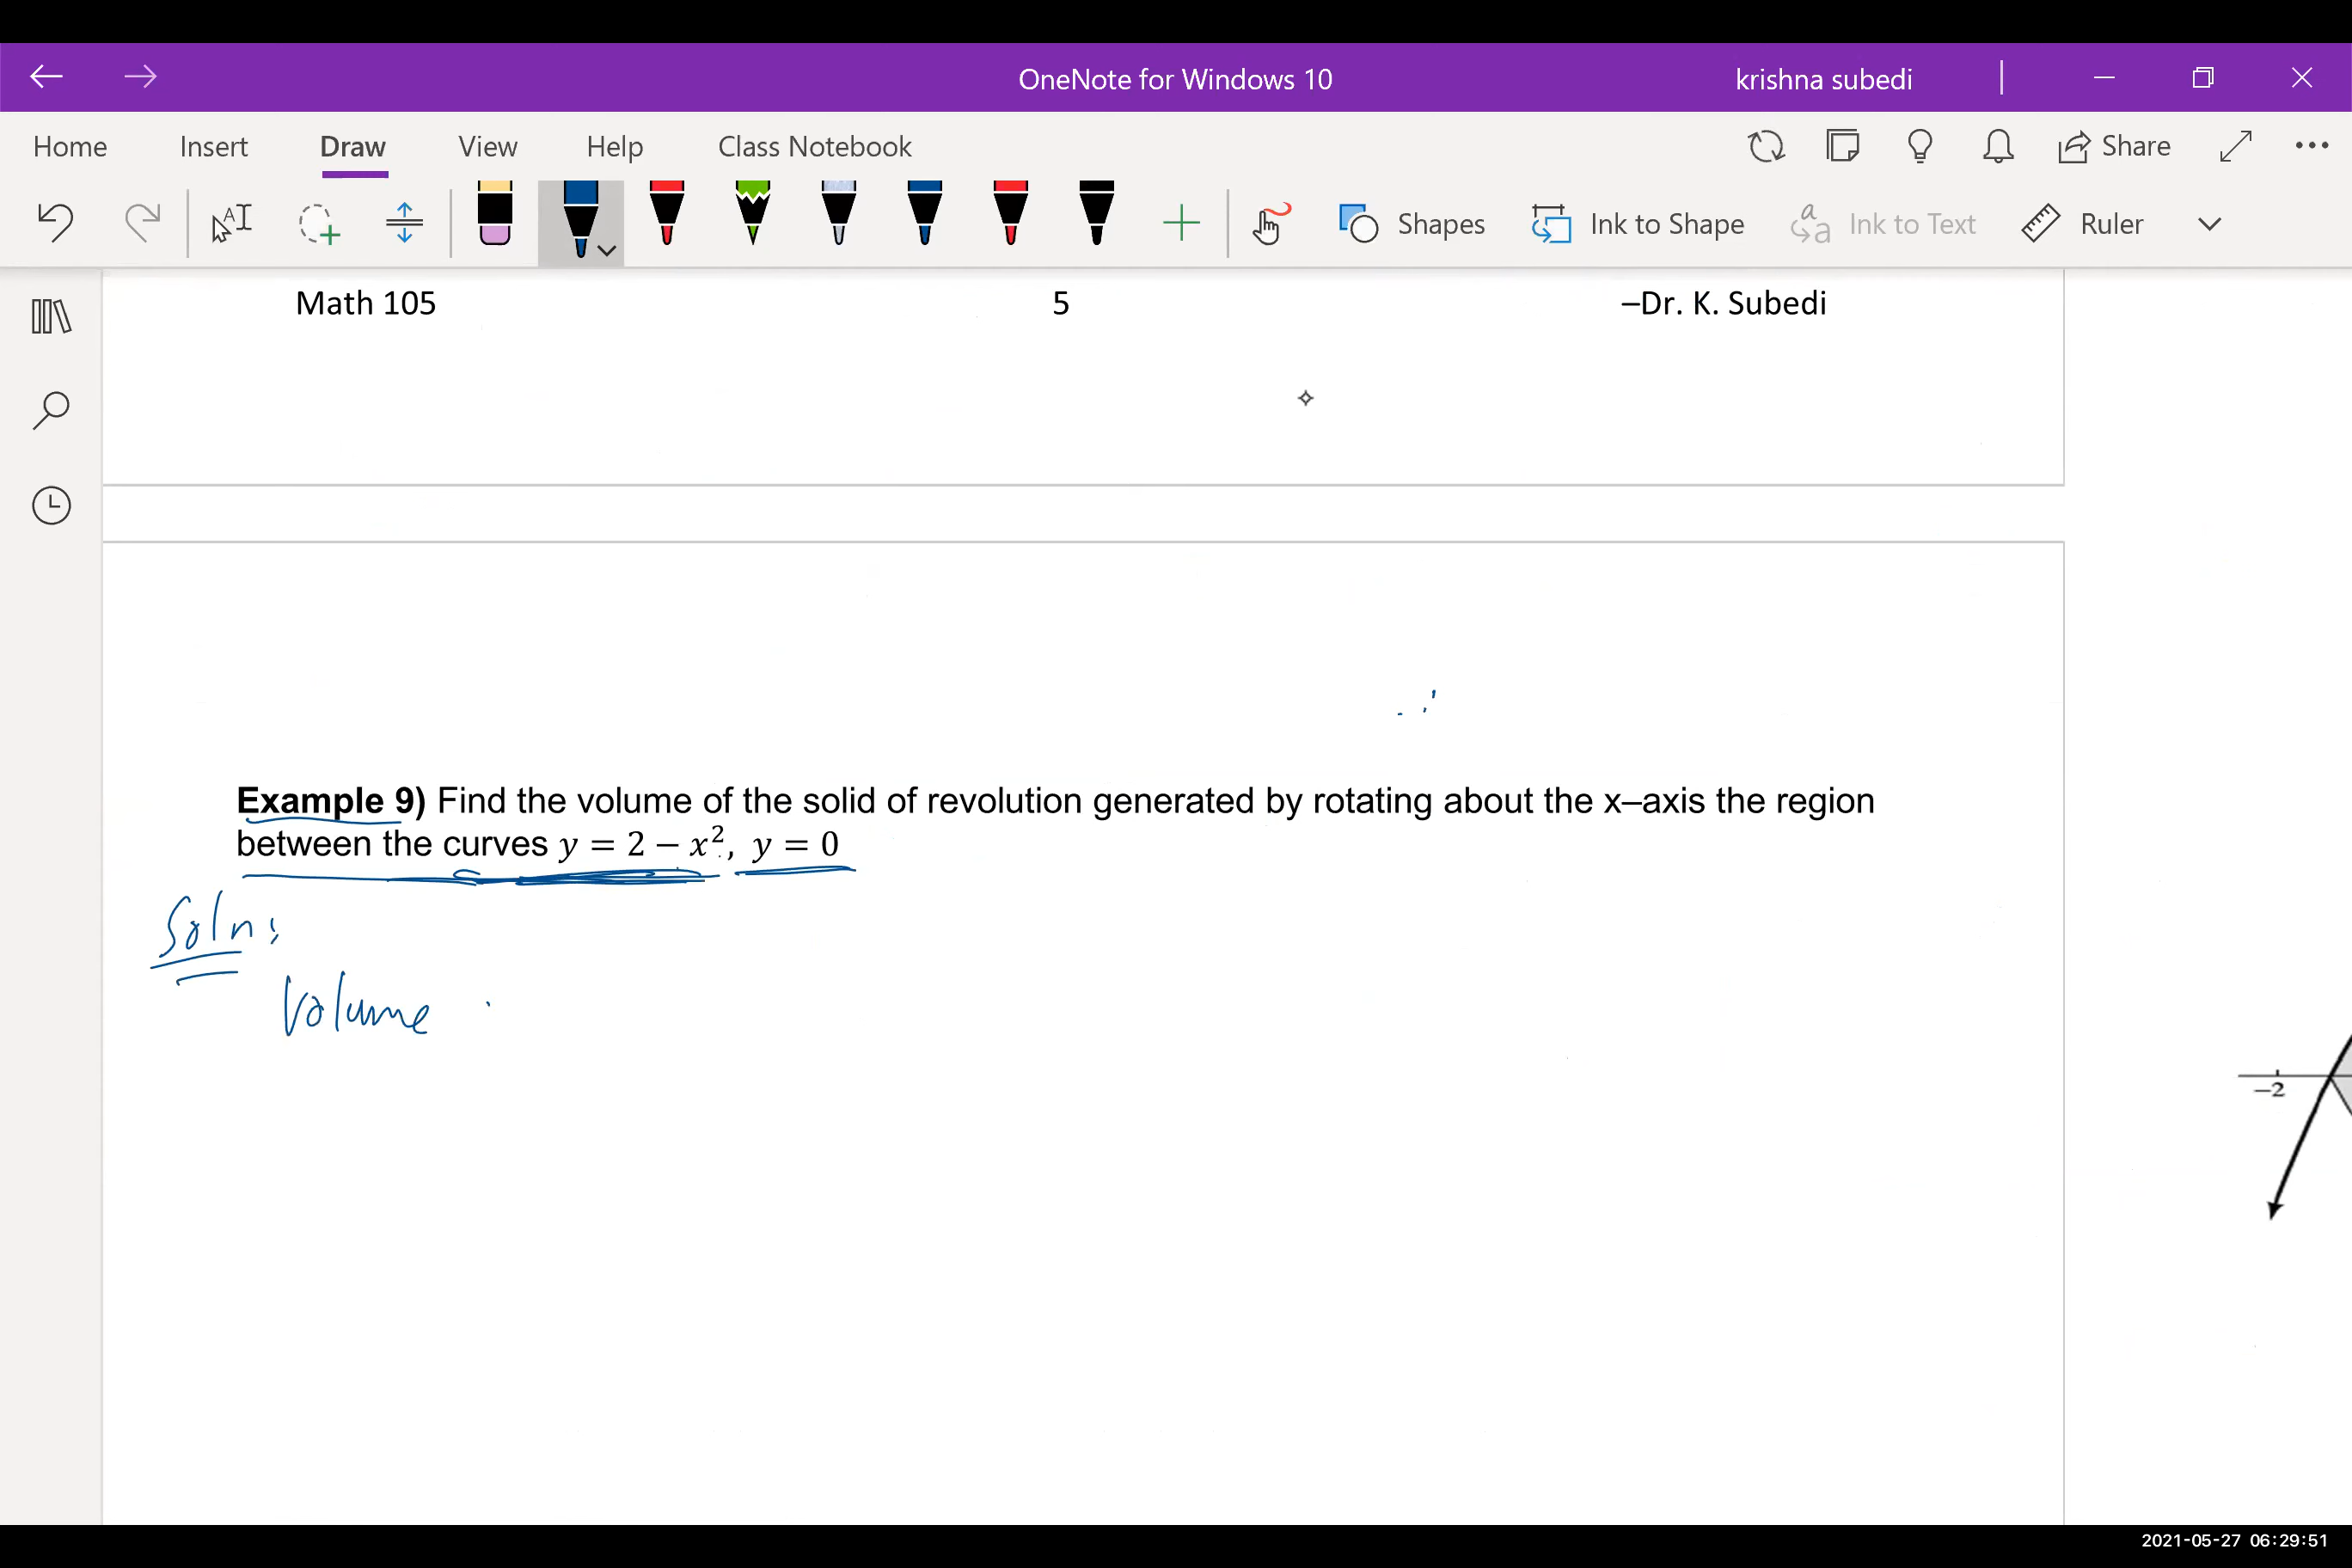 OneNote for Windows 10 krishna subedi
Home Insert Draw View Help Class Notebook Share
Shapes Ink to Shape Ink to Text Ruler
Math 105 5 –Dr. K. Subedi
Example 9) Find the volume of the solid of revolution generated by rotating about the x–axis the region
between the curves y = 2 − x², y = 0
Soln:
Volume
−2
2021-05-27 06:29:51